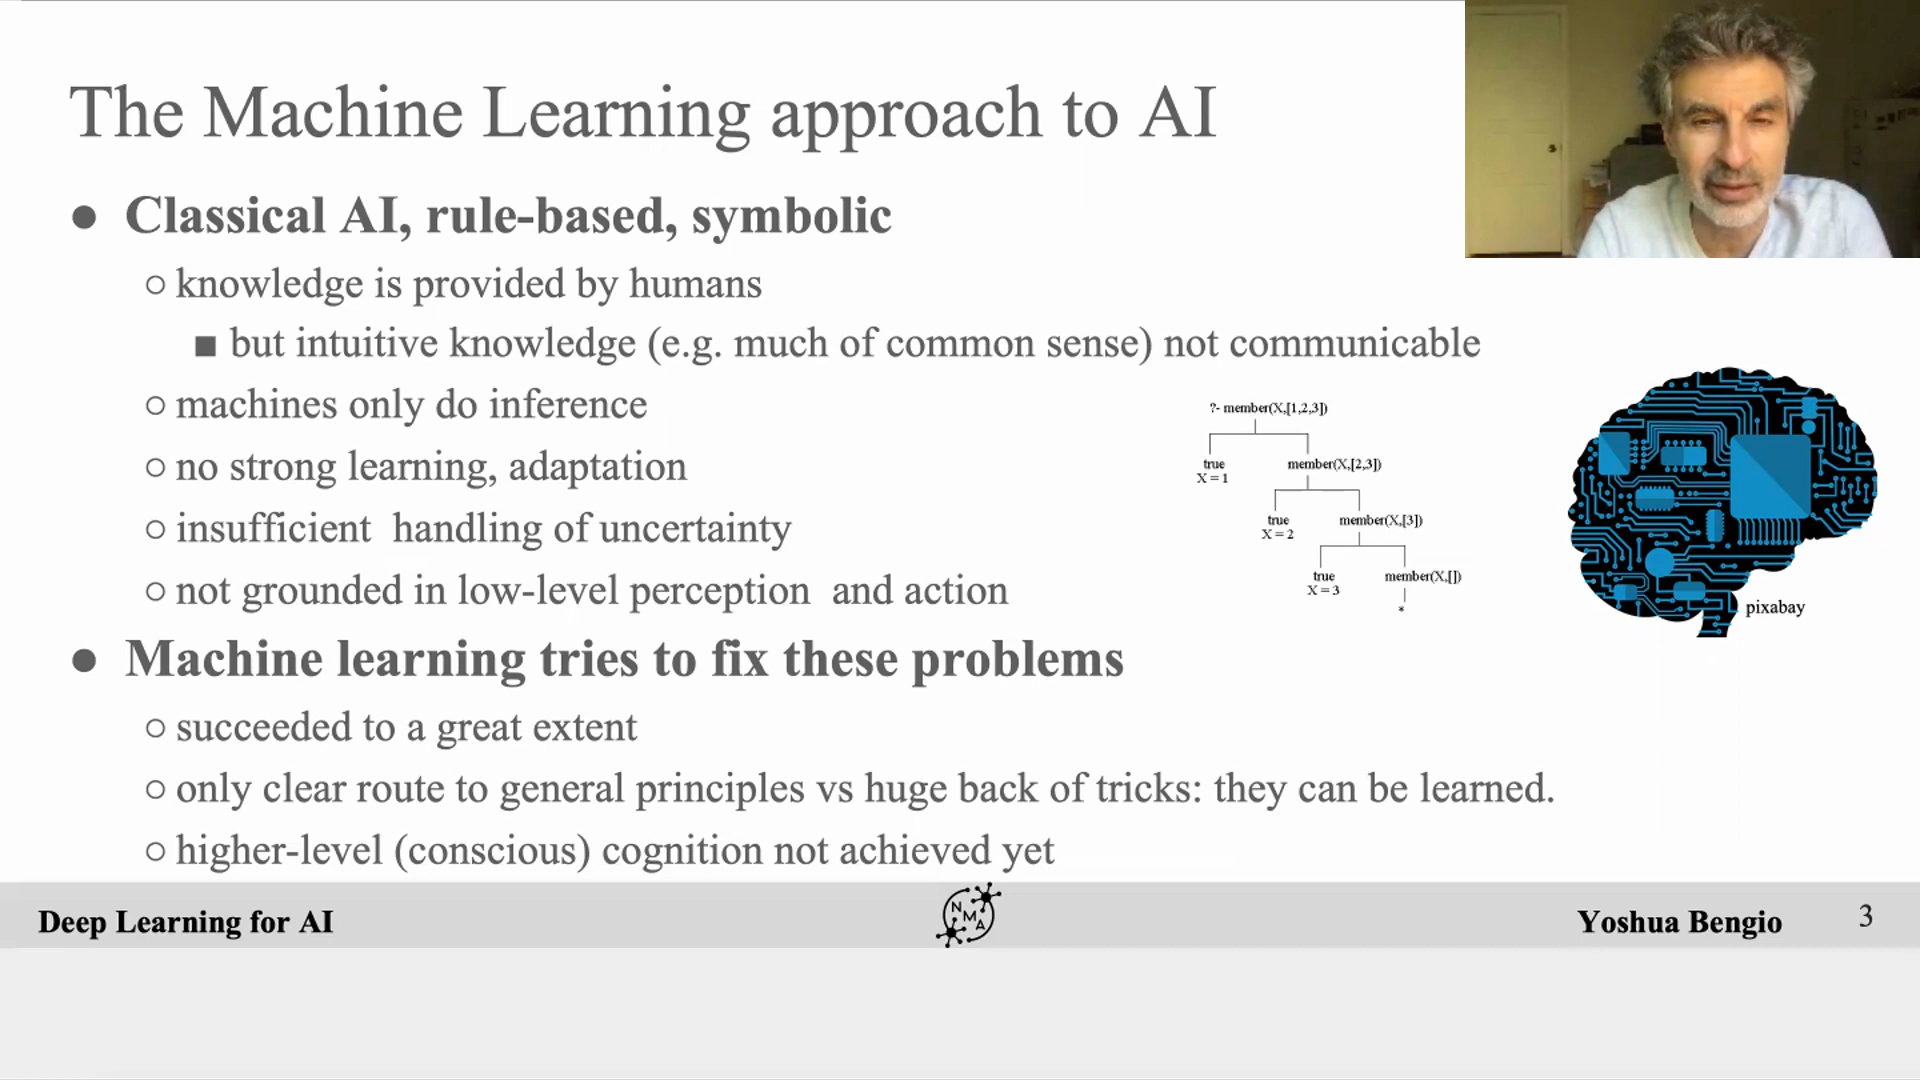 The Machine Learning approach to AI
● Classical AI, rule-based, symbolic
○ knowledge is provided by humans
■ but intuitive knowledge (e.g. much of common sense) not communicable
○ machines only do inference
○ no strong learning, adaptation
○ insufficient handling of uncertainty
○ not grounded in low-level perception and action
?- member(X,[1,2,3])
true
X = 1
member(X,[2,3])
true
X = 2
member(X,[3])
true
X = 3
member(X,[])
*
pixabay
● Machine learning tries to fix these problems
○ succeeded to a great extent
○ only clear route to general principles vs huge back of tricks: they can be learned.
○ higher-level (conscious) cognition not achieved yet
Deep Learning for AI
NMA
Yoshua Bengio
3